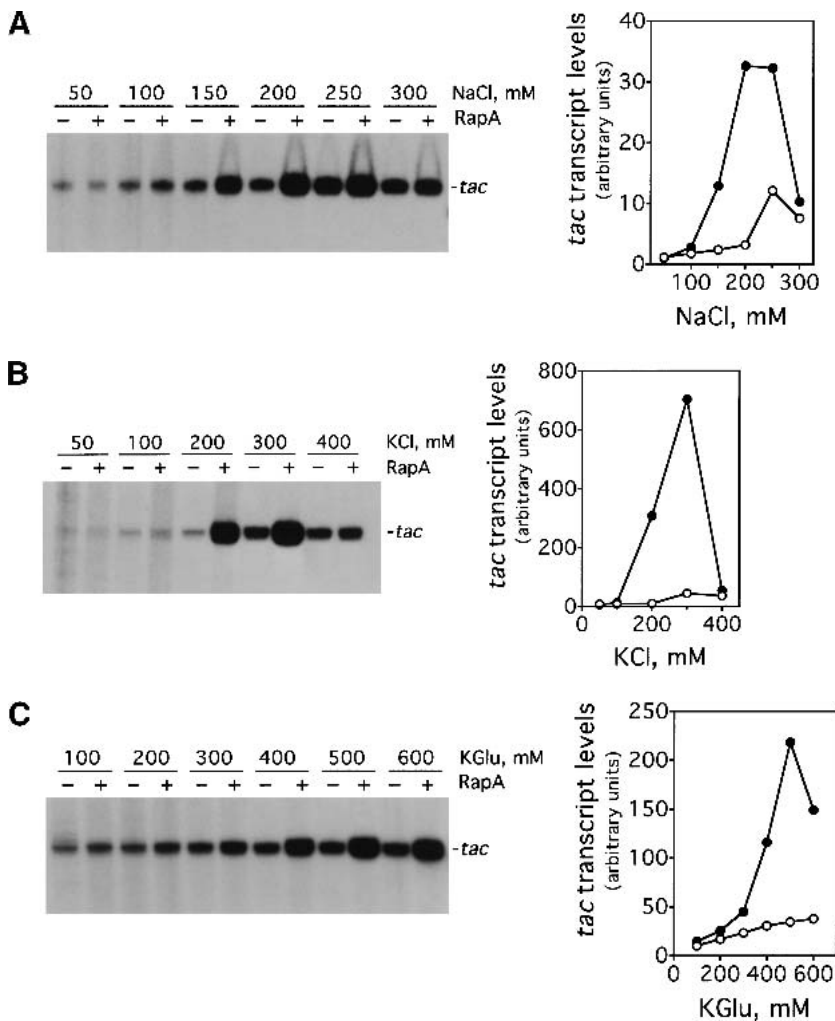 A
50 100 150 200 250 300 NaCl, mM
– + – + – + – + – + – + RapA
-tac
tac transcript levels
(arbitrary units)
40
30
20
10
0
100 200 300
NaCl, mM
B
50 100 200 300 400 KCl, mM
– + – + – + – + – + RapA
-tac
tac transcript levels
(arbitrary units)
800
600
400
200
0
0 200 400
KCl, mM
C
100 200 300 400 500 600 KGlu, mM
– + – + – + – + – + – + RapA
-tac
tac transcript levels
(arbitrary units)
250
200
150
100
50
0
0 200 400 600
KGlu, mM